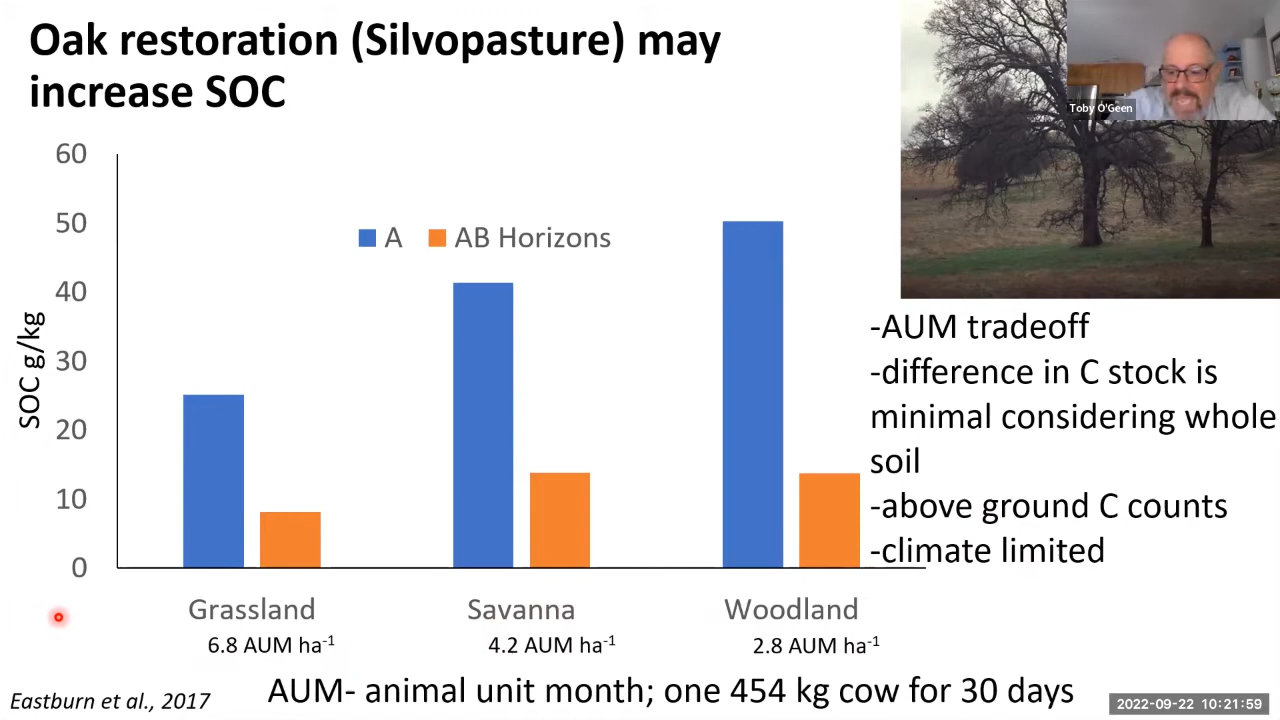 Oak restoration (Silvopasture) may
increase SOC
Toby O'Geen
60
50
40
30
20
10
0
SOC g/kg
A
AB Horizons
Grassland
Savanna
Woodland
6.8 AUM ha-1
4.2 AUM ha-1
2.8 AUM ha-1
-AUM tradeoff
-difference in C stock is
minimal considering whole
soil
-above ground C counts
-climate limited
Eastburn et al., 2017
AUM- animal unit month; one 454 kg cow for 30 days
2022-09-22 10:21:59